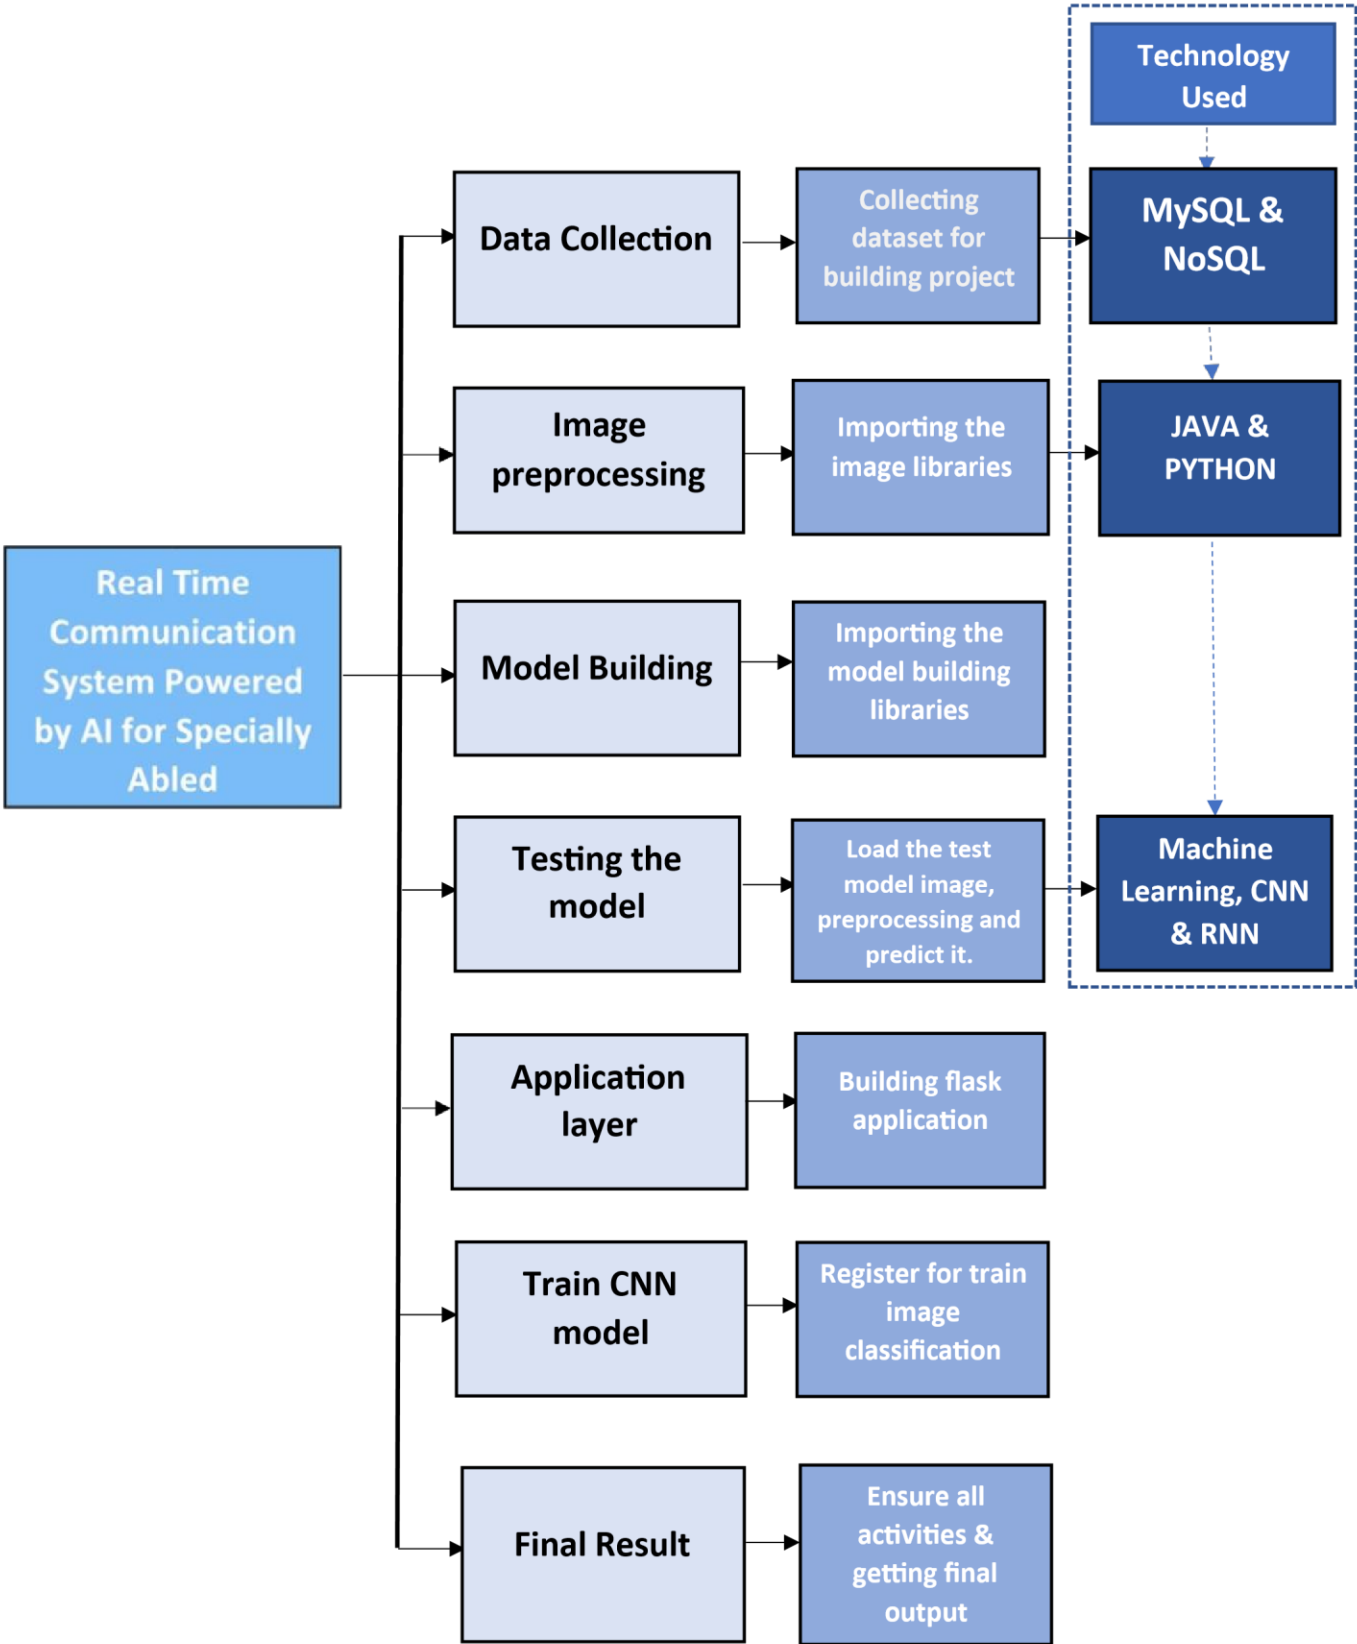 Technology
Used
Data Collection
Collecting
dataset for
building project
MySQL &
NoSQL
Image
preprocessing
Importing the
image libraries
JAVA &
PYTHON
Real Time
Communication
System Powered
by AI for Specially
Abled
Model Building
Importing the
model building
libraries
Testing the
model
Load the test
model image,
preprocessing and
predict it.
Machine
Learning, CNN
& RNN
Application
layer
Building flask
application
Train CNN
model
Register for train
image
classification
Final Result
Ensure all
activities &
getting final
output